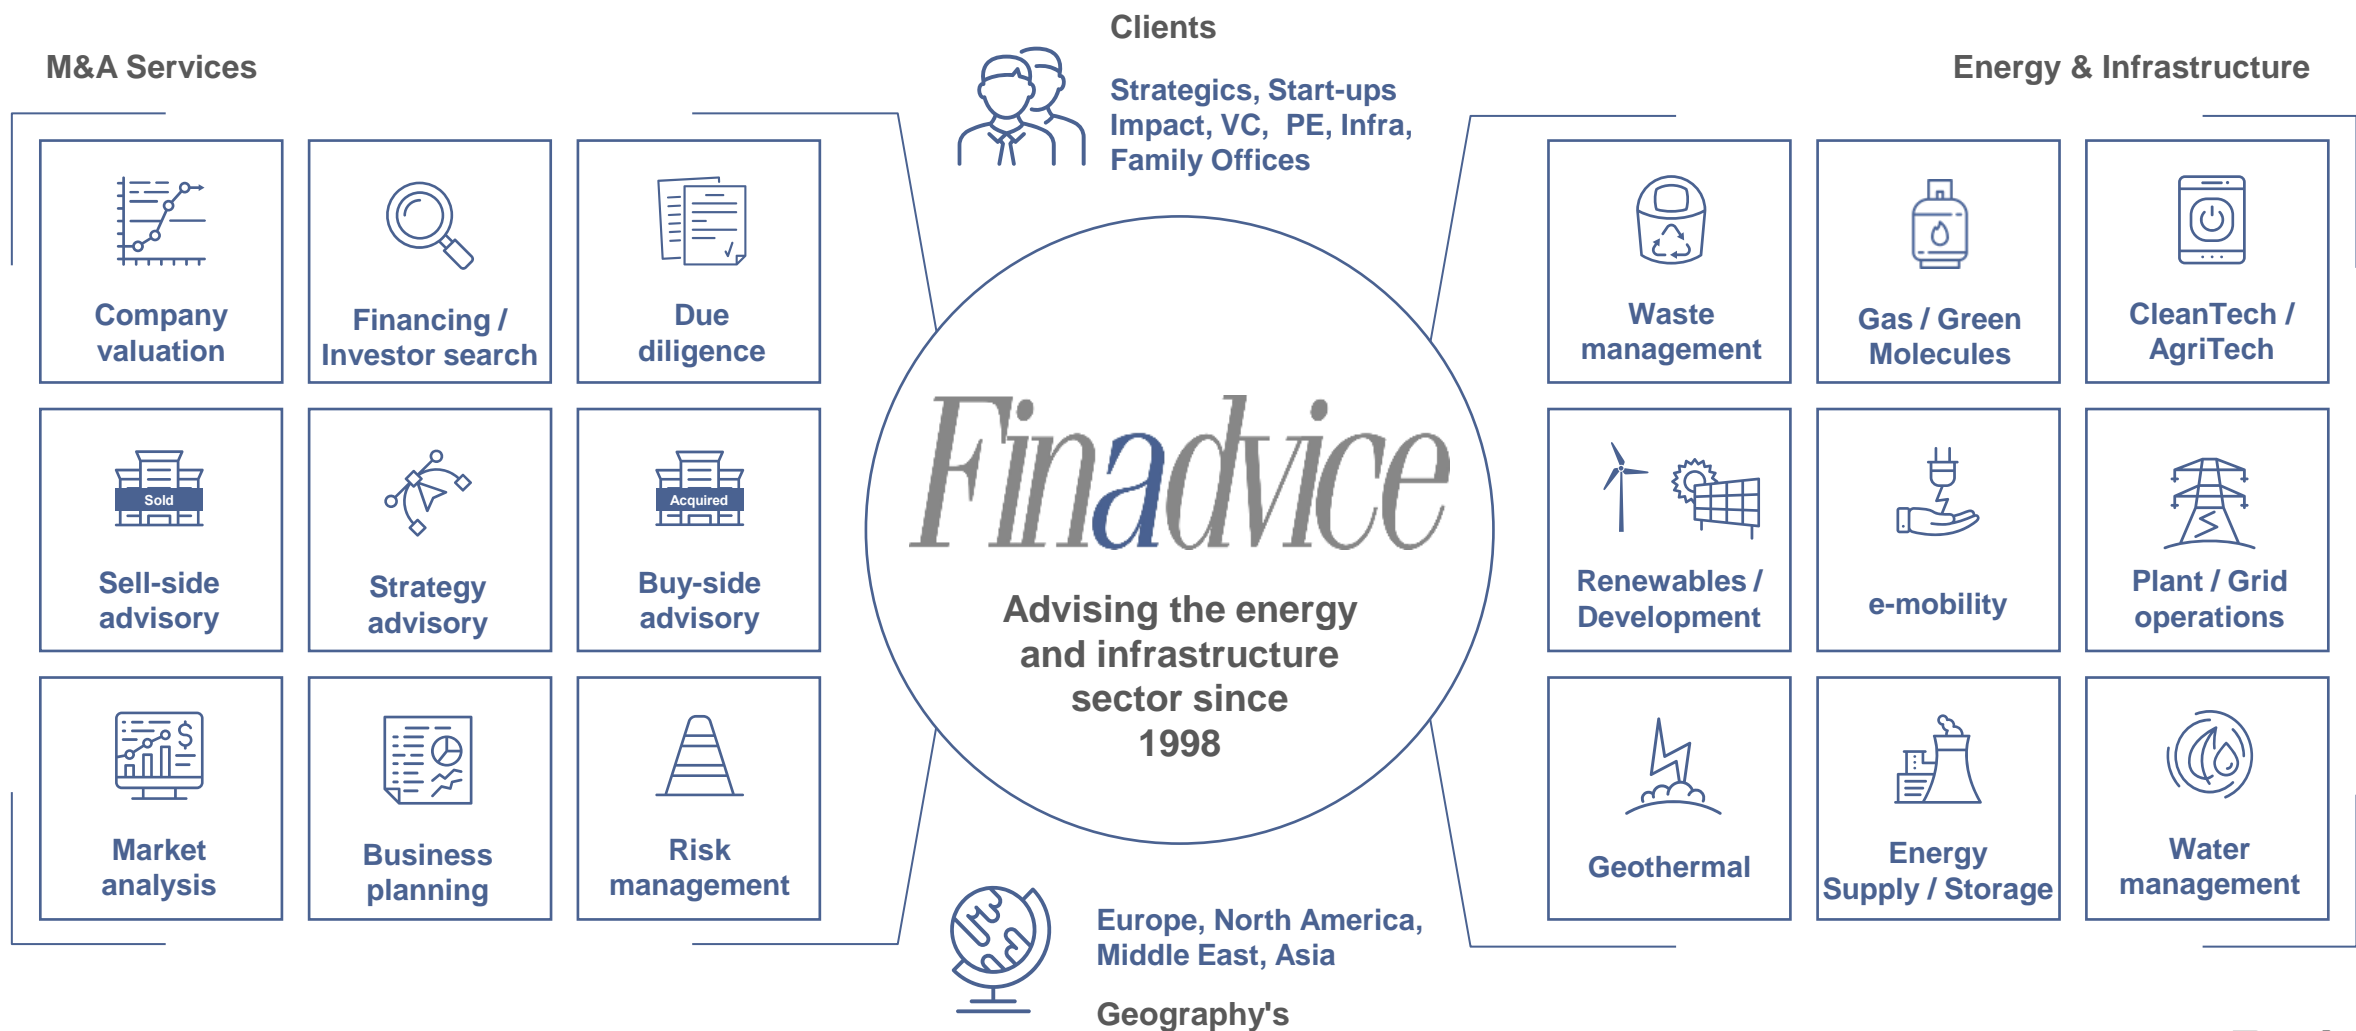 M&A Services
Company
valuation
Financing /
Investor search
Due
diligence
Sold
Sell-side
advisory
Strategy
advisory
Acquired
Buy-side
advisory
$
Market
analysis
Business
planning
Risk
management
Clients
Strategics, Start-ups
Impact, VC, PE, Infra,
Family Offices
Finadvice
Advising the energy
and infrastructure
sector since
1998
Europe, North America,
Middle East, Asia
Geography's
Energy & Infrastructure
Waste
management
Gas / Green
Molecules
CleanTech /
AgriTech
Renewables /
Development
e-mobility
Plant / Grid
operations
Geothermal
Energy
Supply / Storage
Water
management